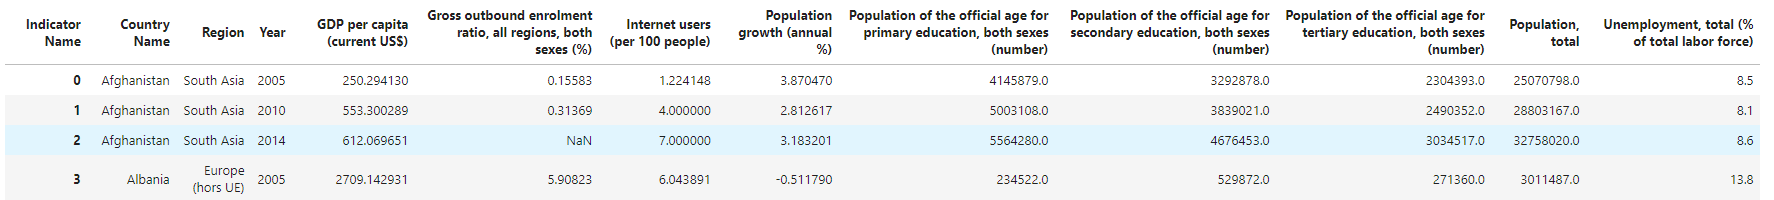 Indicator Name Country Name Region Year GDP per capita (current US$) Gross outbound enrolment ratio, all regions, both sexes (%) Internet users (per 100 people) Population growth (annual %) Population of the official age for primary education, both sexes (number) Population of the official age for secondary education, both sexes (number) Population of the official age for tertiary education, both sexes (number) Population, total Unemployment, total (% of total labor force)
0 Afghanistan South Asia 2005 250.294130 0.15583 1.224148 3.870470 4145879.0 3292878.0 2304393.0 25070798.0 8.5
1 Afghanistan South Asia 2010 553.300289 0.31369 4.000000 2.812617 5003108.0 3839021.0 2490352.0 28803167.0 8.1
2 Afghanistan South Asia 2014 612.069651 NaN 7.000000 3.183201 5564280.0 4676453.0 3034517.0 32758020.0 8.6
3 Albania Europe (hors UE) 2005 2709.142931 5.90823 6.043891 -0.511790 234522.0 529872.0 271360.0 3011487.0 13.8